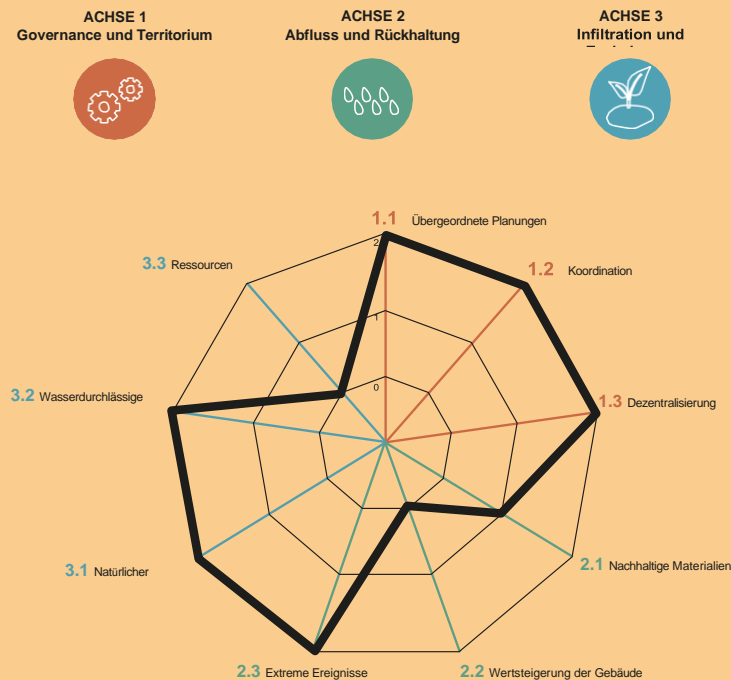 ACHSE 1
Governance und Territorium
ACHSE 2
Abfluss und Rückhaltung
ACHSE 3
Infiltration und
1.1 Übergeordnete Planungen
2
3.3 Ressourcen
1.2 Koordination
1
3.2 Wasserdurchlässige
0
1.3 Dezentralisierung
3.1 Natürlicher
2.1 Nachhaltige Materialien
2.3 Extreme Ereignisse
2.2 Wertsteigerung der Gebäude